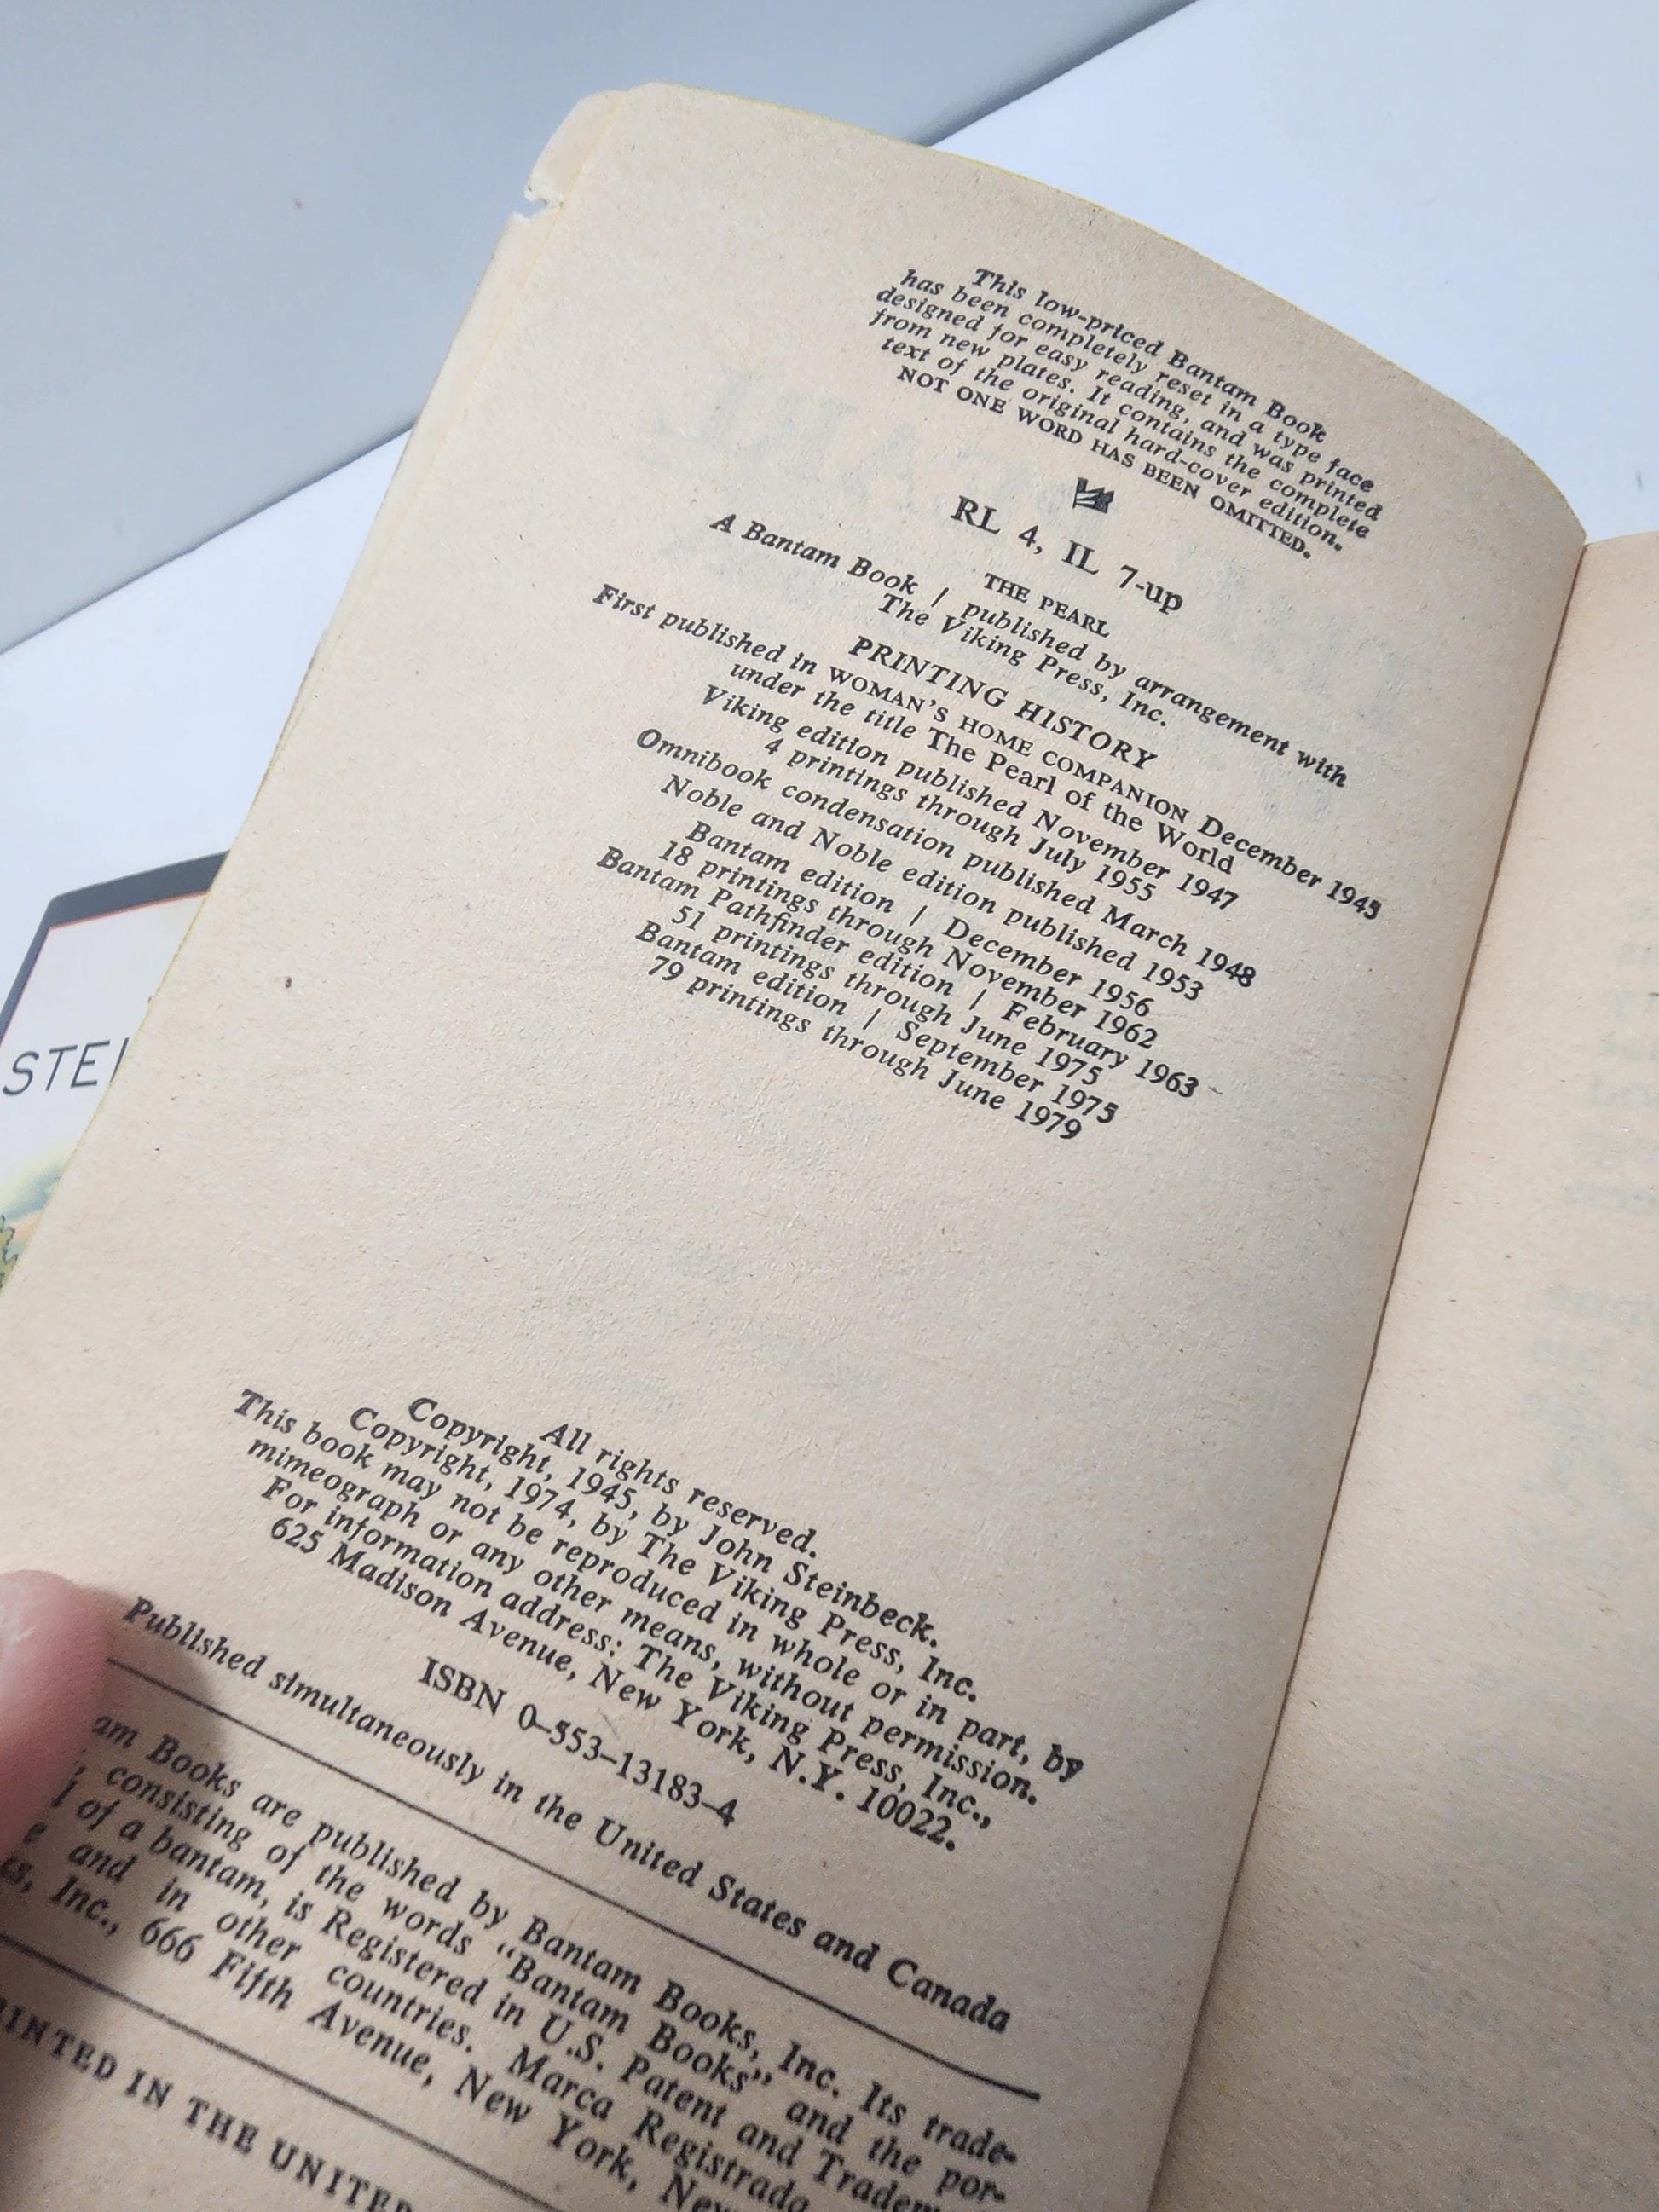 This low-priced Bantam Book
has been completely reset in a type face
designed for easy reading, and was printed
from new plates. It contains the complete
text of the original hard-cover edition.
NOT ONE WORD HAS BEEN OMITTED.
RL 4, IL 7-up
THE PEARL
A Bantam Book / published by arrangement with
The Viking Press, Inc.
PRINTING HISTORY
First published in WOMAN'S HOME COMPANION December 1945
under the title The Pearl of the World
Viking edition published November 1947
4 printings through July 1955
Omnibook condensation published March 1948
Noble and Noble edition published 1953
Bantam edition / December 1956
18 printings through November 1962
Bantam Pathfinder edition / February 1963
51 printings through June 1975
Bantam edition / September 1975
79 printings through June 1979
All rights reserved.
Copyright, 1945, by John Steinbeck.
Copyright, 1974, by The Viking Press, Inc.
This book may not be reproduced in whole or in part, by
mimeograph or any other means, without permission.
For information address: The Viking Press, Inc.,
625 Madison Avenue, New York, N.Y. 10022.
ISBN 0-553-13183-4
Published simultaneously in the United States and Canada
am Books are published by Bantam Books, Inc. Its trade-
, consisting of the words "Bantam Books" and the por-
l of a bantam, is Registered in U.S. Patent and Tradem
e and in other countries. Marca Registrada
ks, Inc., 666 Fifth Avenue, New York, New
INTED IN THE UNITED
STEI